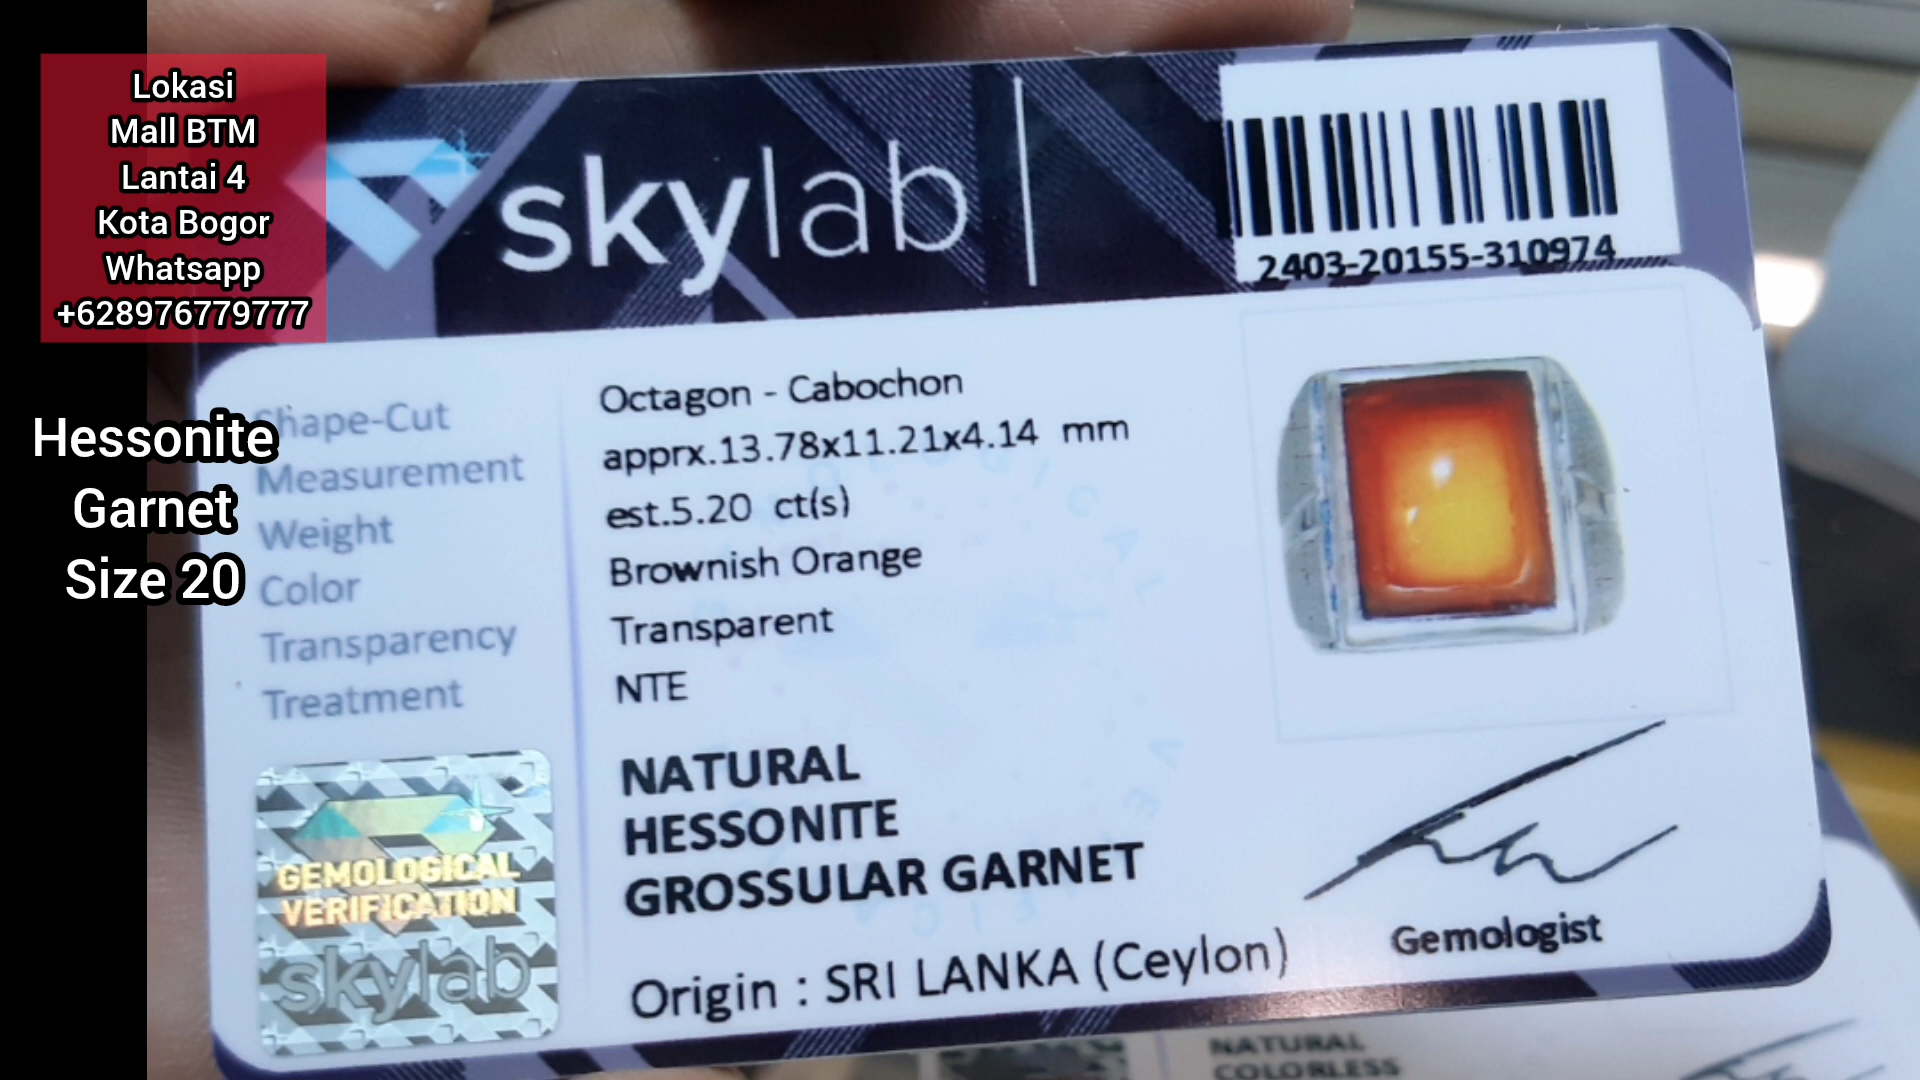 Lokasi
Mall BTM
Lantai 4
Kota Bogor
Whatsapp
+628976779777
Hessonite
Garnet
Size 20
skylab
2403-20155-310974
Shape-Cut
Octagon - Cabochon
Measurement
apprx.13.78x11.21x4.14 mm
Weight
est.5.20 ct(s)
Color
Brownish Orange
Transparency
Transparent
Treatment
NTE
NATURAL
HESSONITE
GROSSULAR GARNET
Origin : SRI LANKA (Ceylon)
GEMOLOGICAL
VERIFICATION
skylab
Gemologist
NATURAL
COLORLESS